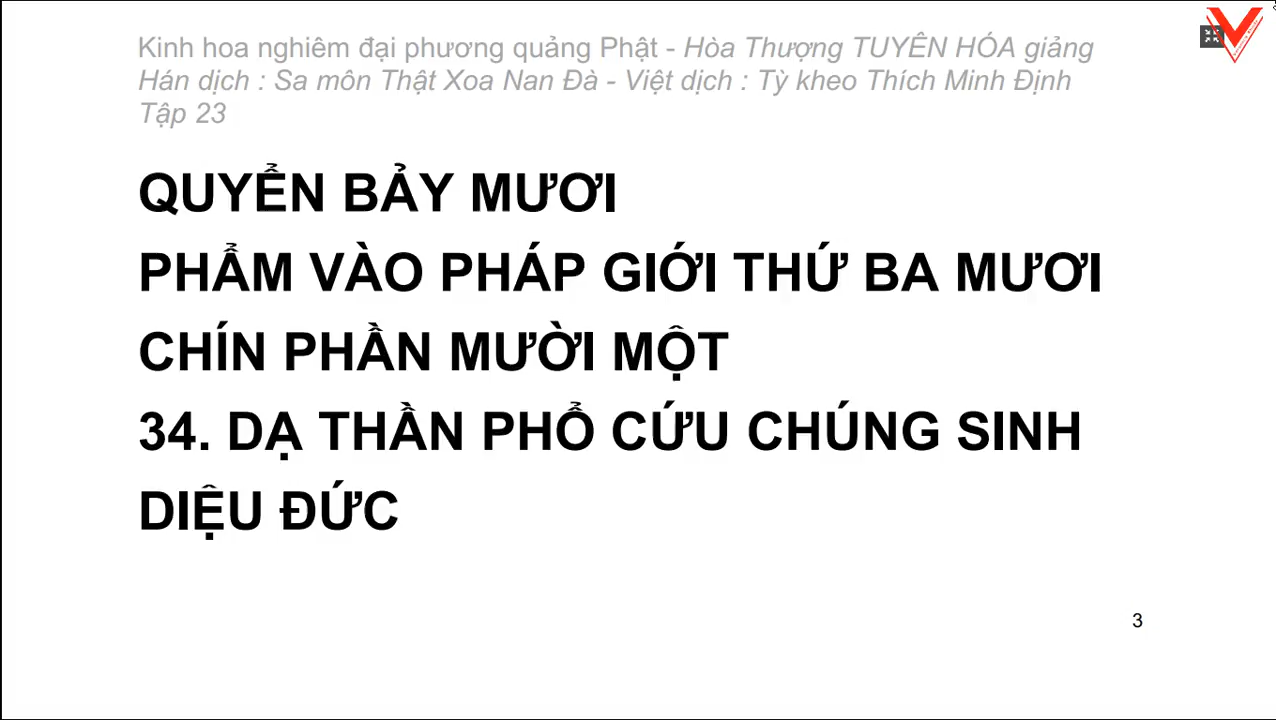 Kinh hoa nghiêm đại phương quảng Phật - Hòa Thượng TUYÊN HÓA giảng
Hán dịch : Sa môn Thật Xoa Nan Đà - Việt dịch : Tỳ kheo Thích Minh Định
Tập 23
QUYỂN BẢY MƯƠI
PHẨM VÀO PHÁP GIỚI THỨ BA MƯƠI
CHÍN PHẦN MƯỜI MỘT
34. DẠ THẦN PHỔ CỨU CHÚNG SINH
DIỆU ĐỨC
3